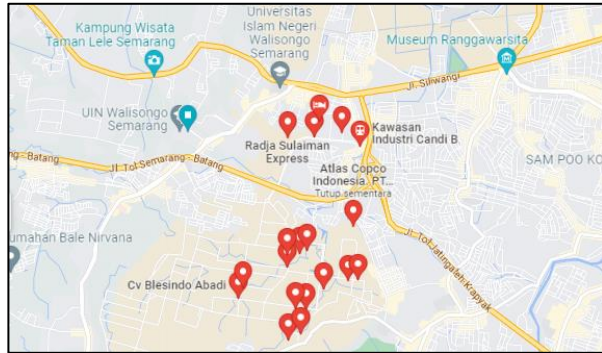 Kampung Wisata
Taman Lele Semarang
Universitas
Islam Negeri
Walisongo
Semarang
Museum Ranggawarsita
Jl. Siliwangi
UIN Walisongo
Semarang
Radja Sulaiman
Express
Kawasan
Industri Candi B
Atlas Copco
Indonesia. PT...
Tutup sementara
SAM POO KO
ng - Batang
Jl. Tol Semarang - Batang
umahan Bale Nirvana
Jl. Tol Jatingaleh Krapyak
Cv Blesindo Abadi